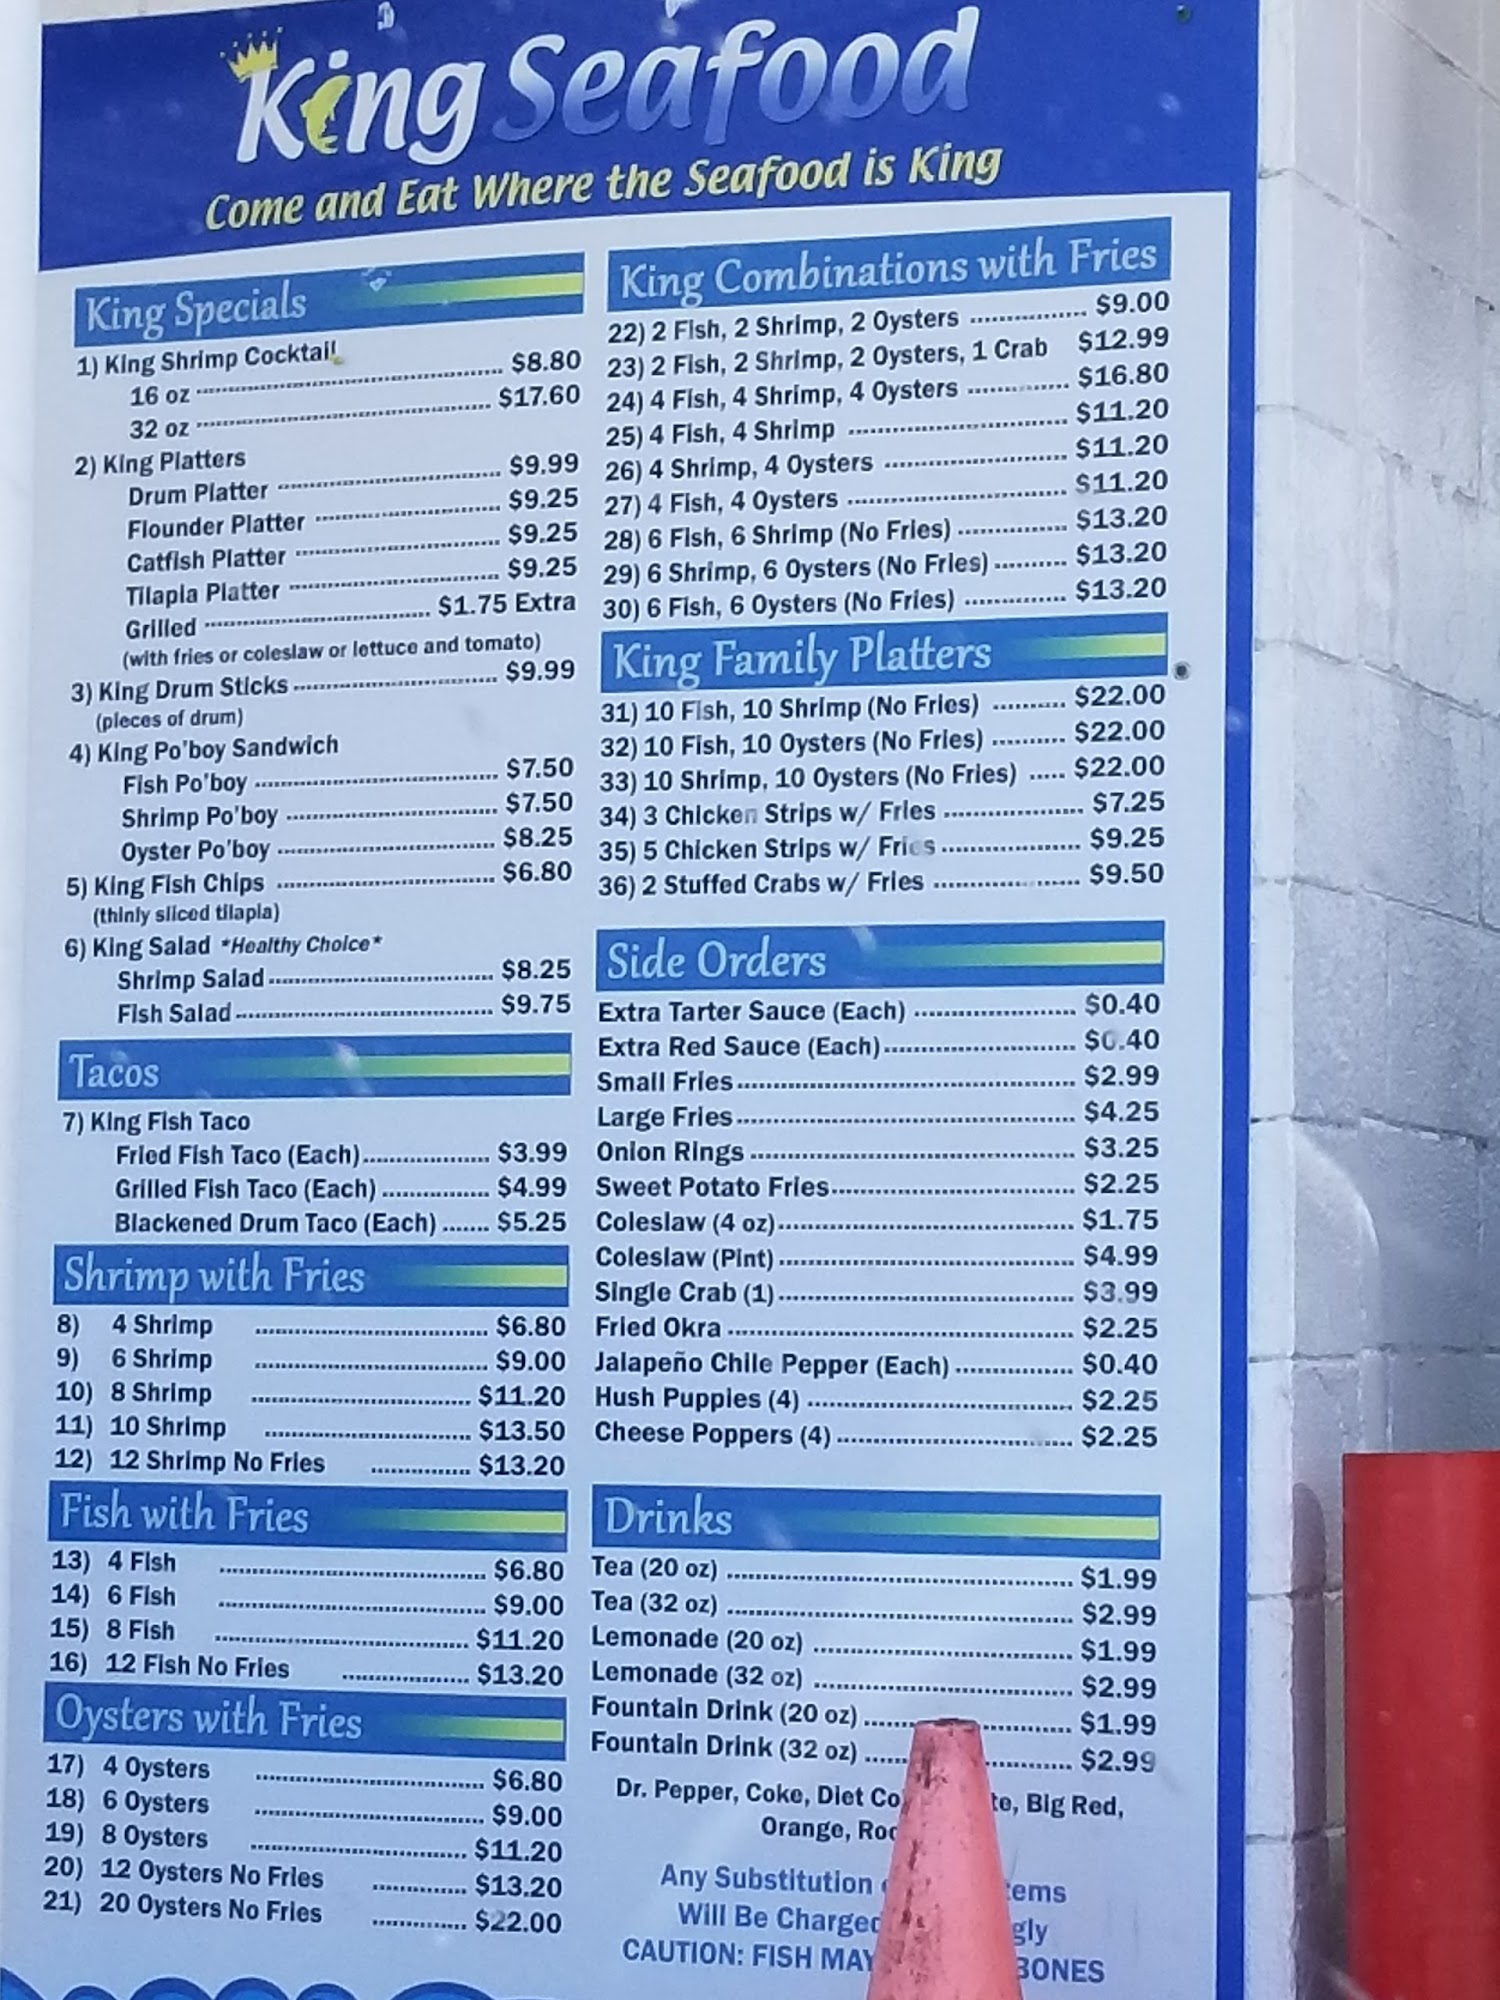 King Seafood
Come and Eat Where the Seafood is King
King Specials
1) King Shrimp Cocktail
16 oz $8.80
32 oz $17.60
2) King Platters
Drum Platter $9.99
Flounder Platter $9.25
Catfish Platter $9.25
Tilapia Platter $9.25
Grilled $1.75 Extra
(with fries or coleslaw or lettuce and tomato)
3) King Drum Sticks $9.99
(pieces of drum)
4) King Po'boy Sandwich
Fish Po'boy $7.50
Shrimp Po'boy $7.50
Oyster Po'boy $8.25
5) King Fish Chips $6.80
(thinly sliced tilapia)
6) King Salad *Healthy Choice*
Shrimp Salad $8.25
Fish Salad $9.75
Tacos
7) King Fish Taco
Fried Fish Taco (Each) $3.99
Grilled Fish Taco (Each) $4.99
Blackened Drum Taco (Each) $5.25
Shrimp with Fries
8) 4 Shrimp $6.80
9) 6 Shrimp $9.00
10) 8 Shrimp $11.20
11) 10 Shrimp $13.50
12) 12 Shrimp No Fries $13.20
Fish with Fries
13) 4 Fish $6.80
14) 6 Fish $9.00
15) 8 Fish $11.20
16) 12 Fish No Fries $13.20
Oysters with Fries
17) 4 Oysters $6.80
18) 6 Oysters $9.00
19) 8 Oysters $11.20
20) 12 Oysters No Fries $13.20
21) 20 Oysters No Fries $22.00
King Combinations with Fries
22) 2 Fish, 2 Shrimp, 2 Oysters $9.00
23) 2 Fish, 2 Shrimp, 2 Oysters, 1 Crab $12.99
24) 4 Fish, 4 Shrimp, 4 Oysters $16.80
25) 4 Fish, 4 Shrimp $11.20
26) 4 Shrimp, 4 Oysters $11.20
27) 4 Fish, 4 Oysters $11.20
28) 6 Fish, 6 Shrimp (No Fries) $13.20
29) 6 Shrimp, 6 Oysters (No Fries) $13.20
30) 6 Fish, 6 Oysters (No Fries) $13.20
King Family Platters
31) 10 Fish, 10 Shrimp (No Fries) $22.00
32) 10 Fish, 10 Oysters (No Fries) $22.00
33) 10 Shrimp, 10 Oysters (No Fries) $22.00
34) 3 Chicken Strips w/ Fries $7.25
35) 5 Chicken Strips w/ Fries $9.25
36) 2 Stuffed Crabs w/ Fries $9.50
Side Orders
Extra Tarter Sauce (Each) $0.40
Extra Red Sauce (Each) $0.40
Small Fries $2.99
Large Fries $4.25
Onion Rings $3.25
Sweet Potato Fries $2.25
Coleslaw (4 oz) $1.75
Coleslaw (Pint) $4.99
Single Crab (1) $3.99
Fried Okra $2.25
Jalapeño Chile Pepper (Each) $0.40
Hush Puppies (4) $2.25
Cheese Poppers (4) $2.25
Drinks
Tea (20 oz) $1.99
Tea (32 oz) $2.99
Lemonade (20 oz) $1.99
Lemonade (32 oz) $2.99
Fountain Drink (20 oz) $1.99
Fountain Drink (32 oz) $2.99
Dr. Pepper, Coke, Diet Big Red,
Orange,
Any Substitution
Will Be
CAUTION: FISH MAY BONES